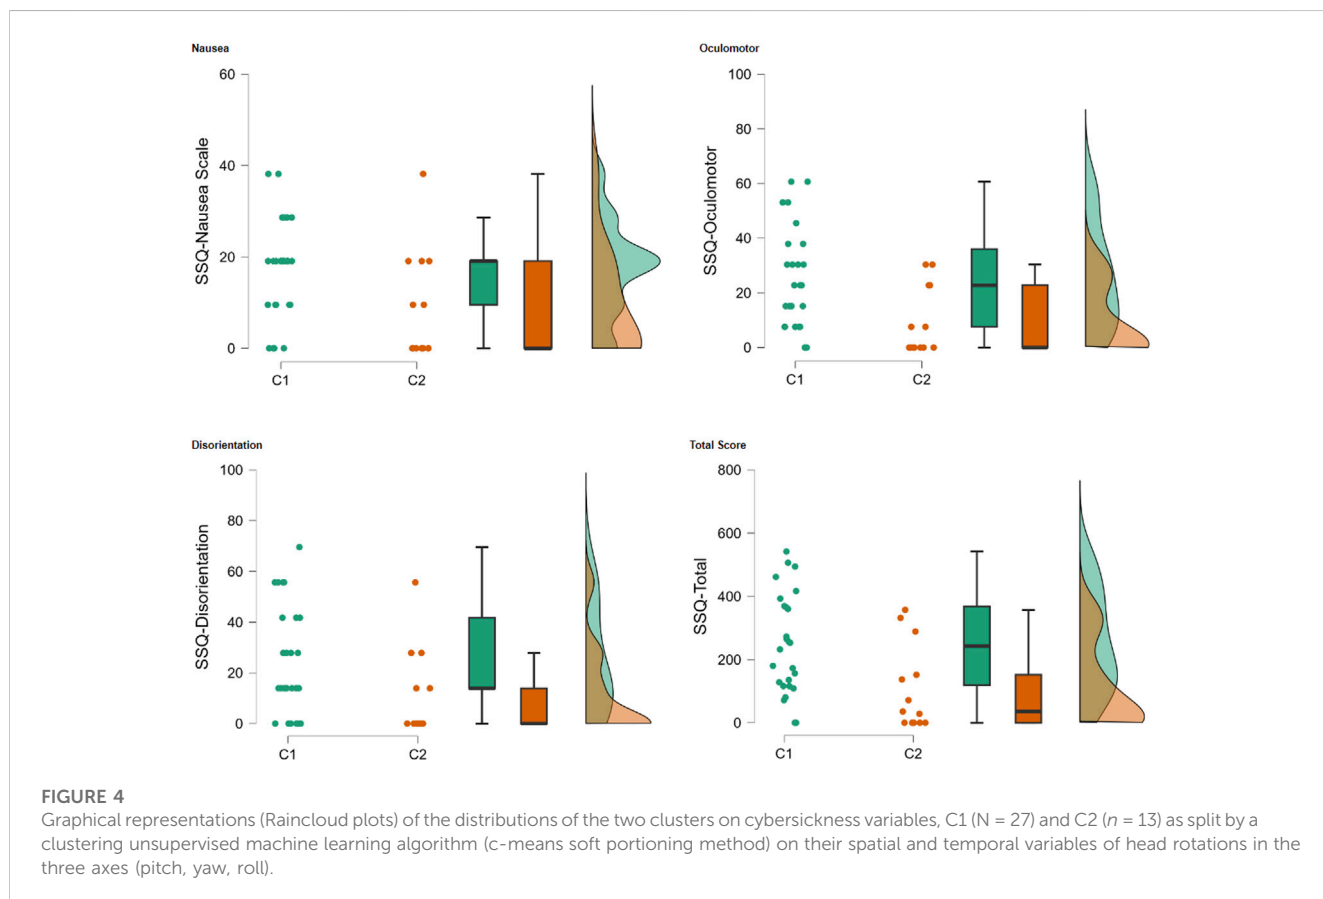 Nausea
60
40
20
0
SSQ-Nausea Scale
C1
C2
Oculomotor
100
80
60
40
20
0
SSQ-Oculomotor
C1
C2
Disorientation
100
80
60
40
20
0
SSQ-Disorientation
C1
C2
Total Score
800
600
400
200
0
SSQ-Total
C1
C2
FIGURE 4
Graphical representations (Raincloud plots) of the distributions of the two clusters on cybersickness variables, C1 (N = 27) and C2 (n = 13) as split by a
clustering unsupervised machine learning algorithm (c-means soft portioning method) on their spatial and temporal variables of head rotations in the
three axes (pitch, yaw, roll).